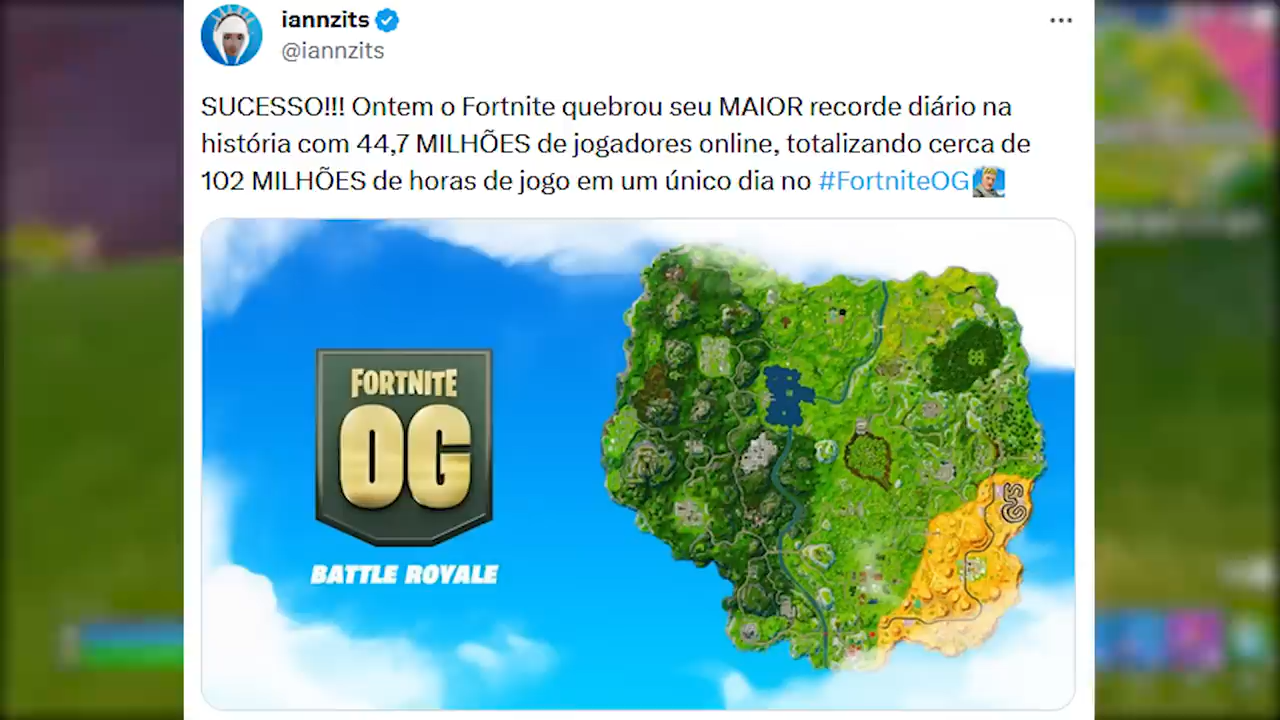 iannzits
@iannzits
SUCESSO!!! Ontem o Fortnite quebrou seu MAIOR recorde diário na
história com 44,7 MILHÕES de jogadores online, totalizando cerca de
102 MILHÕES de horas de jogo em um único dia no #FortniteOG
FORTNITE
OG
BATTLE ROYALE